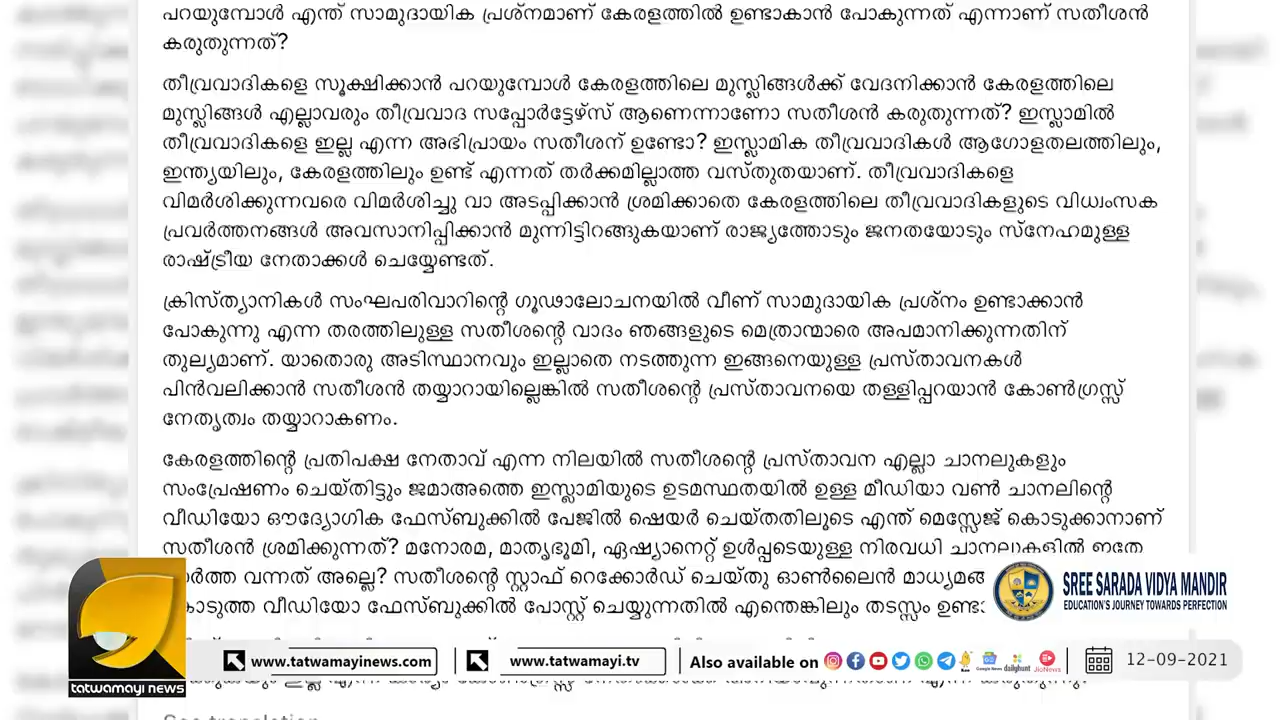 പറയുമ്പോൾ എന്ത് സാമുദായിക പ്രശ്നമാണ് കേരളത്തിൽ ഉണ്ടാകാൻ പോകുന്നത് എന്നാണ് സതീശൻ
കരുതുന്നത്?
തീവ്രവാദികളെ സൂക്ഷിക്കാൻ പറയുമ്പോൾ കേരളത്തിലെ മുസ്ലിങ്ങൾക്ക് വേദനിക്കാൻ കേരളത്തിലെ
മുസ്ലിങ്ങൾ എല്ലാവരും തീവ്രവാദ സപ്പോർട്ടേഴ്സ് ആണെന്നാണോ സതീശൻ കരുതുന്നത്? ഇസ്ലാമിൽ
തീവ്രവാദികളെ ഇല്ല എന്ന അഭിപ്രായം സതീശന് ഉണ്ടോ? ഇസ്ലാമിക തീവ്രവാദികൾ ആഗോളതലത്തിലും,
ഇന്ത്യയിലും, കേരളത്തിലും ഉണ്ട് എന്നത് തർക്കമില്ലാത്ത വസ്തുതയാണ്. തീവ്രവാദികളെ
വിമർശിക്കുന്നവരെ വിമർശിച്ചു വാ അടപ്പിക്കാൻ ശ്രമിക്കാതെ കേരളത്തിലെ തീവ്രവാദികളുടെ വിധ്വംസക
പ്രവർത്തനങ്ങൾ അവസാനിപ്പിക്കാൻ മുന്നിട്ടിറങ്ങുകയാണ് രാജ്യത്തോടും ജനതയോടും സ്നേഹമുള്ള
രാഷ്ട്രീയ നേതാക്കൾ ചെയ്യേണ്ടത്.
ക്രിസ്ത്യാനികൾ സംഘപരിവാറിന്റെ ഗൂഢാലോചനയിൽ വീണ് സാമുദായിക പ്രശ്നം ഉണ്ടാക്കാൻ
പോകുന്നു എന്ന തരത്തിലുള്ള സതീശന്റെ വാദം ഞങ്ങളുടെ മെത്രാന്മാരെ അപമാനിക്കുന്നതിന്
തുല്യമാണ്. യാതൊരു അടിസ്ഥാനവും ഇല്ലാതെ നടത്തുന്ന ഇങ്ങനെയുള്ള പ്രസ്താവനകൾ
പിൻവലിക്കാൻ സതീശൻ തയ്യാറായില്ലെങ്കിൽ സതീശന്റെ പ്രസ്താവനയെ തള്ളിപ്പറയാൻ കോൺഗ്രസ്സ്
നേതൃത്വം തയ്യാറാകണം.
കേരളത്തിന്റെ പ്രതിപക്ഷ നേതാവ് എന്ന നിലയിൽ സതീശന്റെ പ്രസ്താവന എല്ലാ ചാനലുകളും
സംപ്രേഷണം ചെയ്തിട്ടും ജമാഅത്തെ ഇസ്ലാമിയുടെ ഉടമസ്ഥതയിൽ ഉള്ള മീഡിയാ വൺ ചാനലിന്റെ
വീഡിയോ ഔദ്യോഗിക ഫേസ്ബുക്കിൽ പേജിൽ ഷെയർ ചെയ്തതിലൂടെ എന്ത് മെസ്സേജ് കൊടുക്കാനാണ്
സതീശൻ ശ്രമിക്കുന്നത്? മനോരമ, മാതൃഭൂമി, ഏഷ്യാനെറ്റ് ഉൾപ്പടെയുള്ള നിരവധി ചാനലുകളിൽ ഇതേ
വന്നത് അല്ലെ? സതീശന്റെ സ്റ്റാഫ് റെക്കോർഡ് ചെയ്തു ഓൺലൈൻ
വീഡിയോ ഫേസ്ബുക്കിൽ പോസ്റ്റ് ചെയ്യുന്നതിൽ എന്തെങ്കിലും തടസ്സം
SREE SARADA VIDYA MANDIR
EDUCATION'S JOURNEY TOWARDS PERFECTION
tatwamayi news
www.tatwamayinews.com
www.tatwamayi.tv
Also available on
Google News
dailyhunt
JioNews
12-09-2021